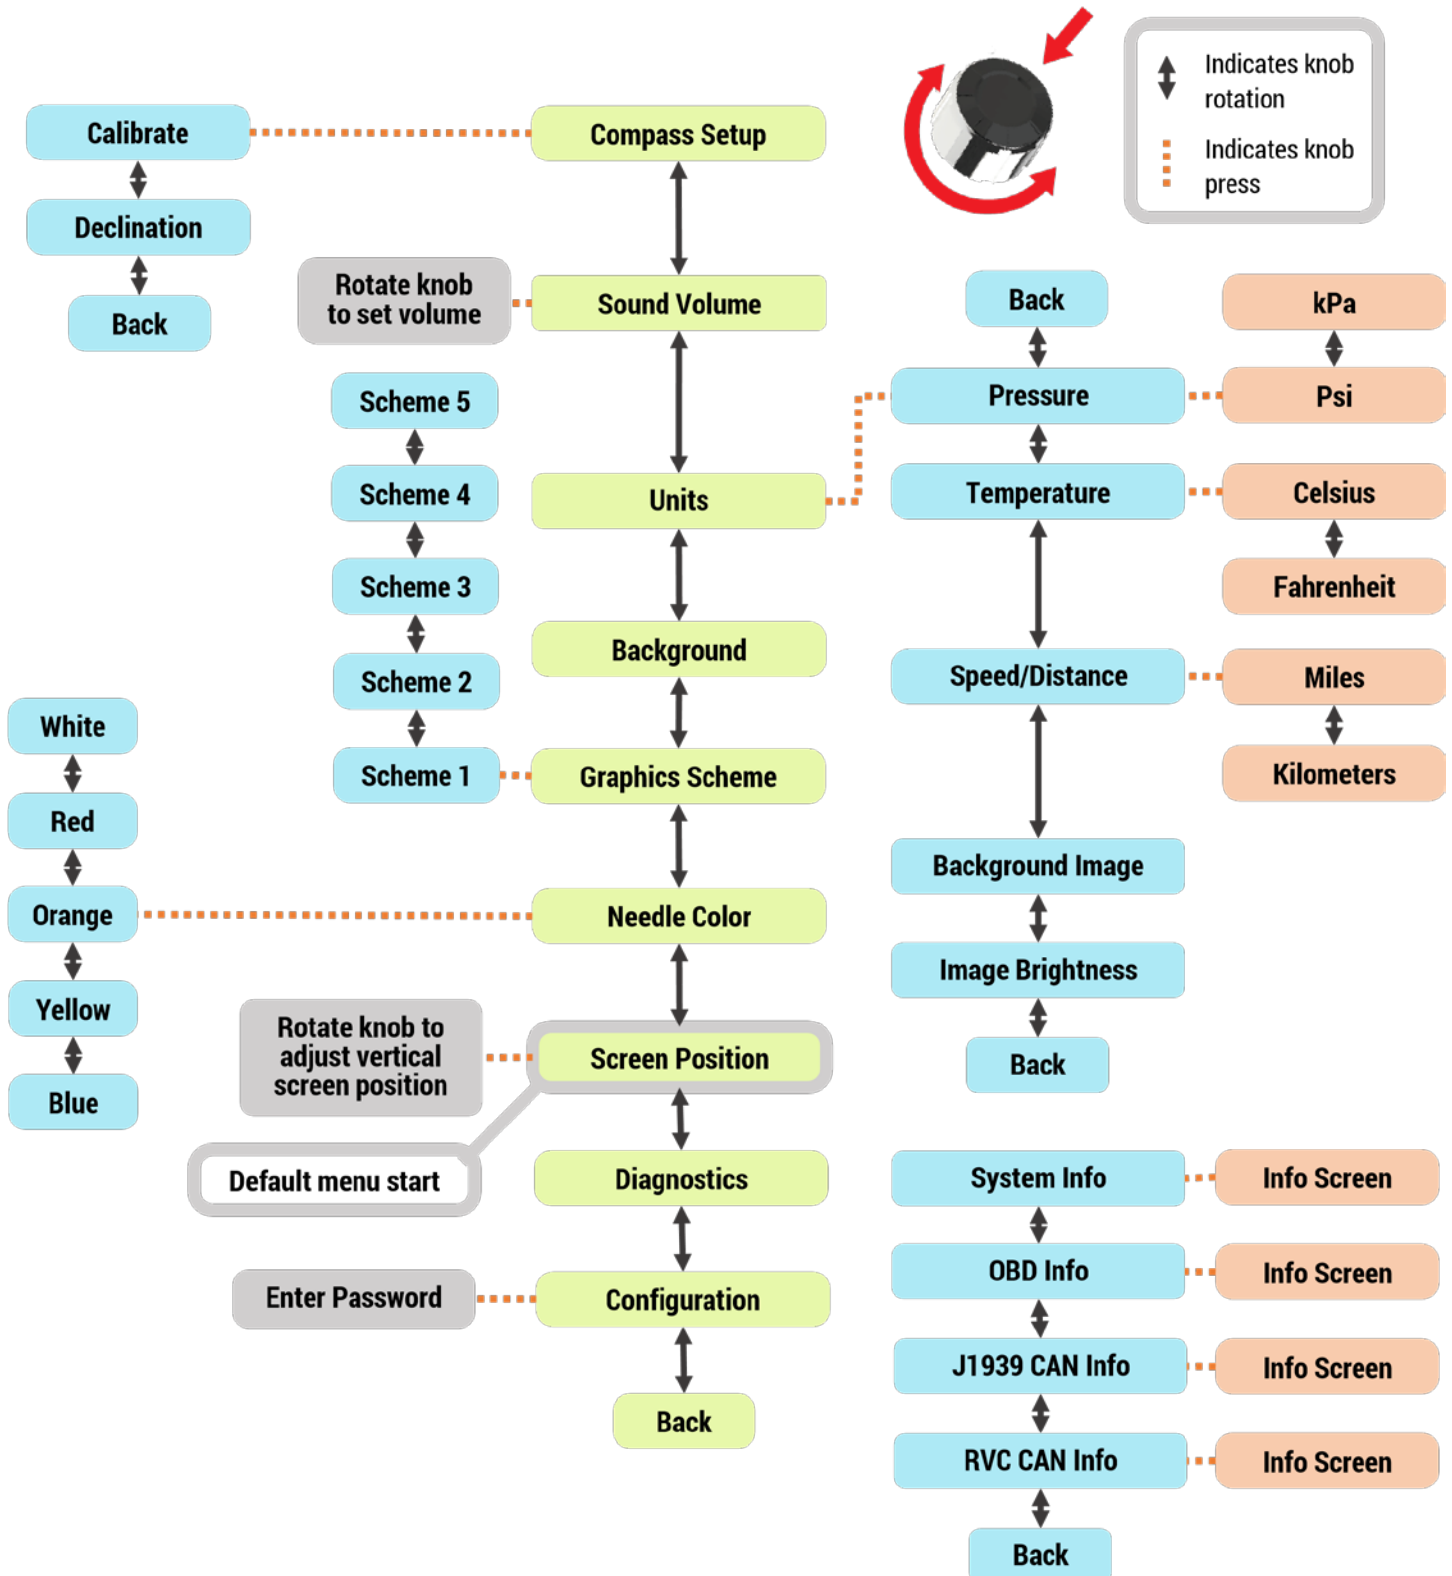 Indicates knob
rotation
Indicates knob
press
Calibrate
Declination
Back
Compass Setup
Sound Volume
Units
Background
Graphics Scheme
Needle Color
Screen Position
Diagnostics
Configuration
Back
Rotate knob
to set volume
Scheme 5
Scheme 4
Scheme 3
Scheme 2
Scheme 1
White
Red
Orange
Yellow
Blue
Rotate knob to
adjust vertical
screen position
Default menu start
Enter Password
Back
Pressure
Temperature
Speed/Distance
Background Image
Image Brightness
Back
kPa
Psi
Celsius
Fahrenheit
Miles
Kilometers
System Info
Info Screen
OBD Info
Info Screen
J1939 CAN Info
Info Screen
RVC CAN Info
Info Screen
Back